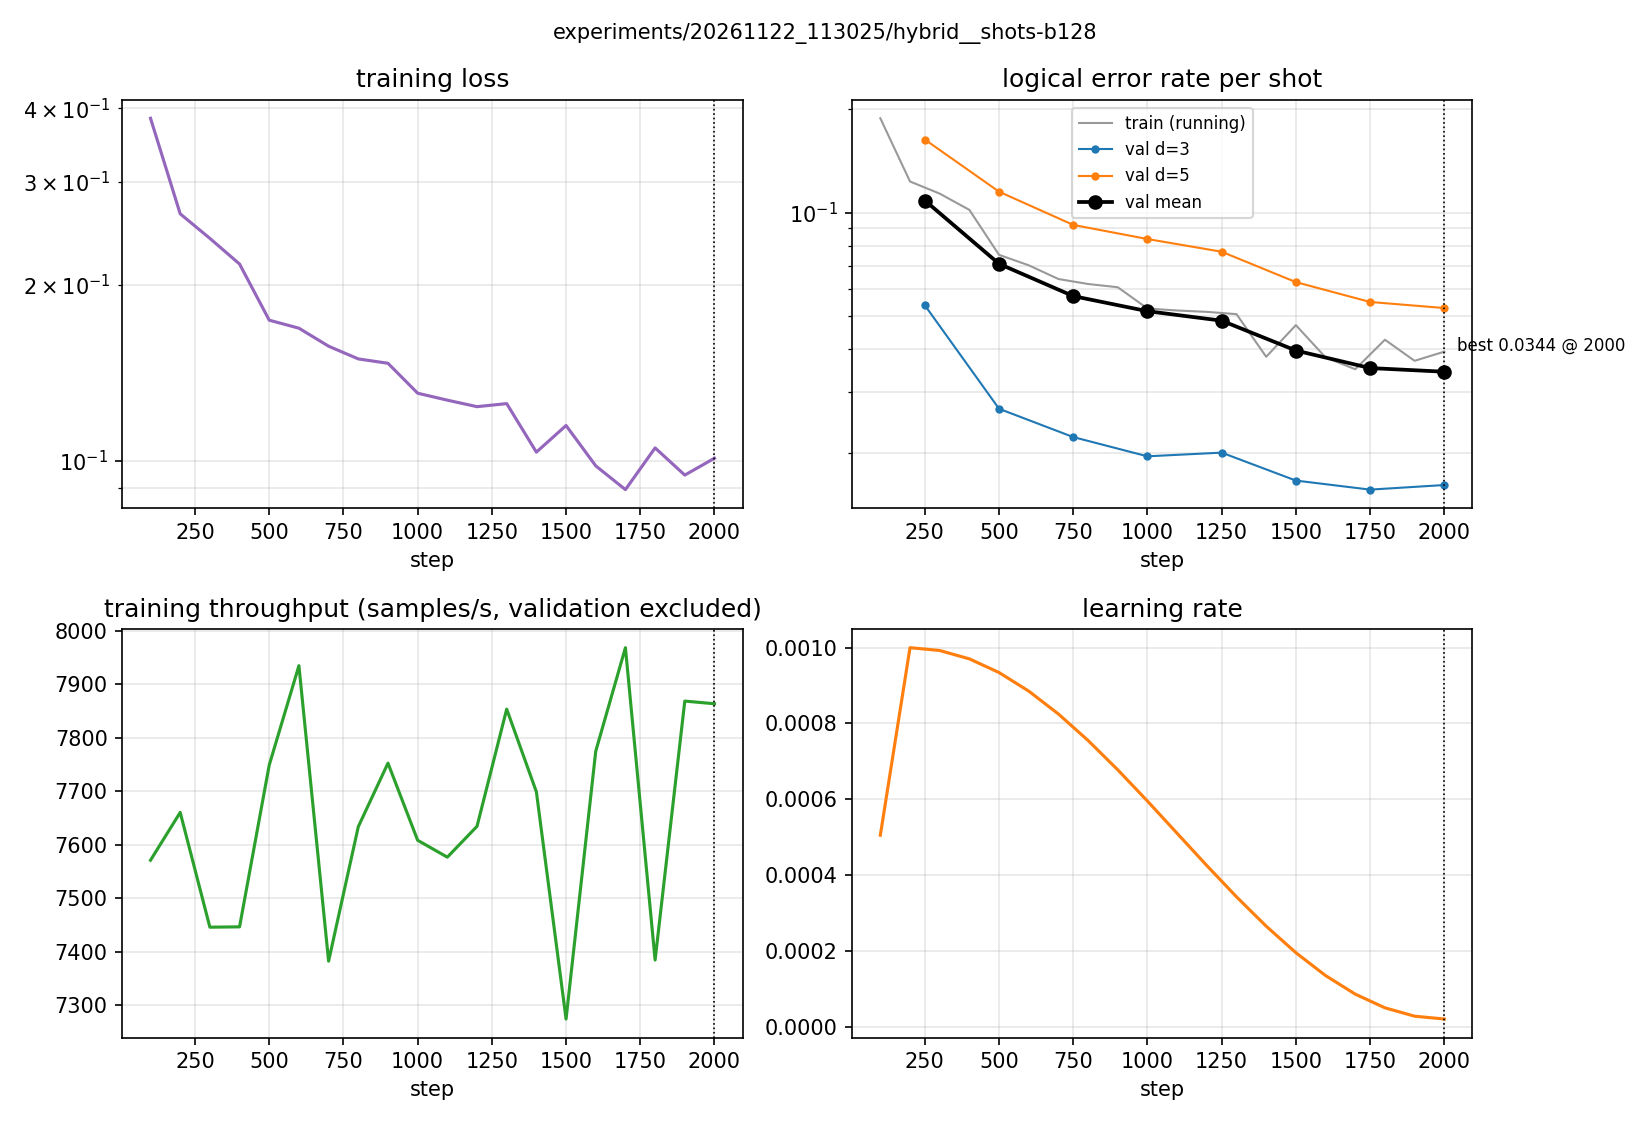 experiments/20261122_113025/hybrid__shots-b128
training loss
4 × 10⁻¹
3 × 10⁻¹
2 × 10⁻¹
10⁻¹
250 500 750 1000 1250 1500 1750 2000
step
logical error rate per shot
train (running)
val d=3
val d=5
val mean
10⁻¹
best 0.0344 @ 2000
250 500 750 1000 1250 1500 1750 2000
step
training throughput (samples/s, validation excluded)
8000
7900
7800
7700
7600
7500
7400
7300
250 500 750 1000 1250 1500 1750 2000
step
learning rate
0.0010
0.0008
0.0006
0.0004
0.0002
0.0000
250 500 750 1000 1250 1500 1750 2000
step